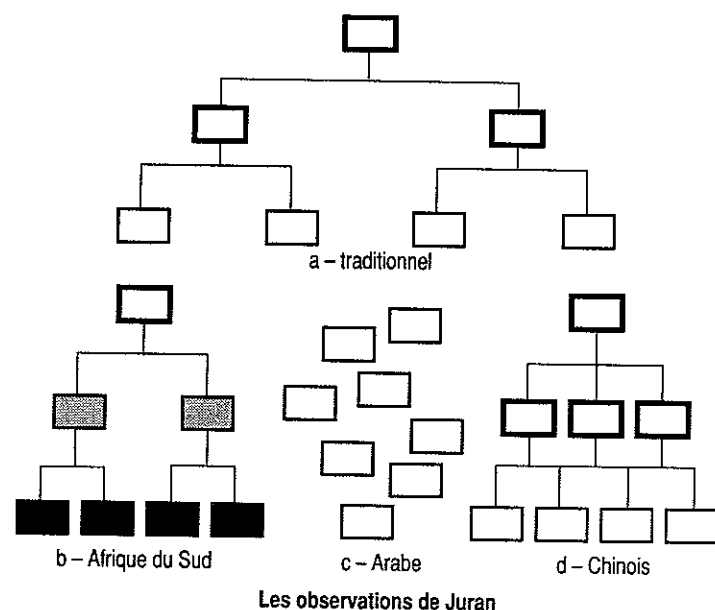 a – traditionnel
b – Afrique du Sud
c – Arabe
d – Chinois
Les observations de Juran